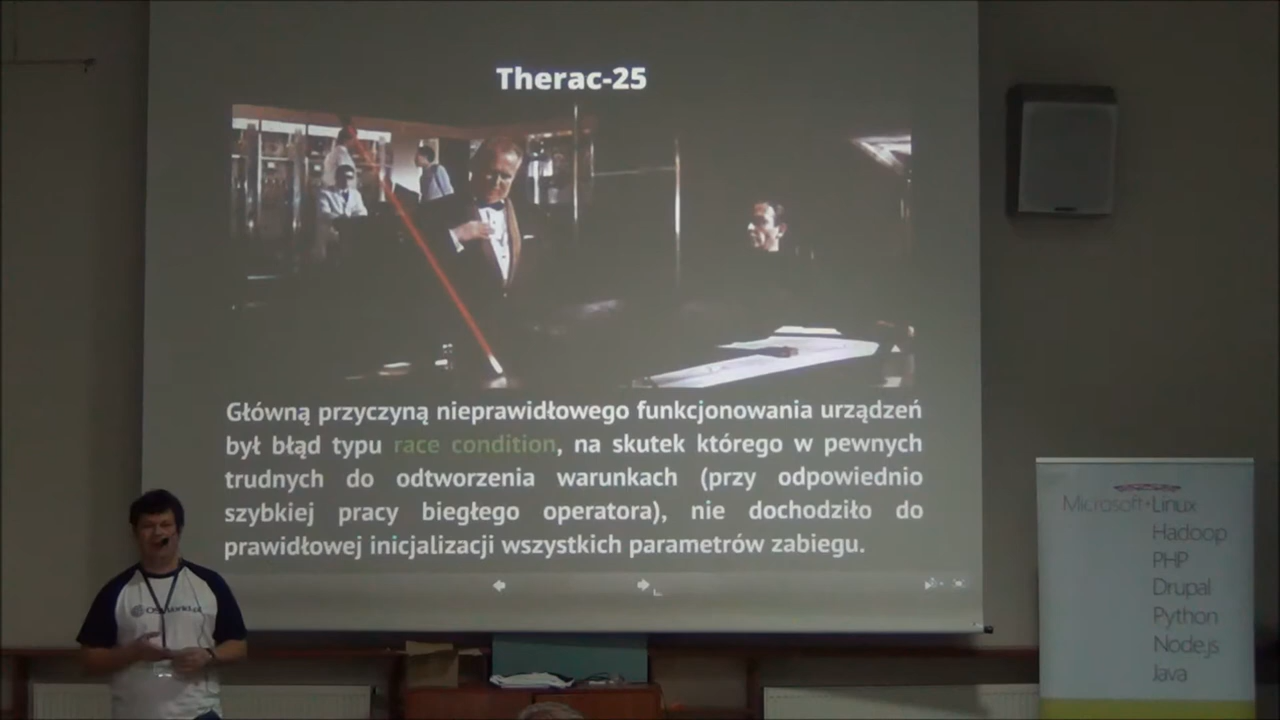 Therac-25
Główną przyczyną nieprawidłowego funkcjonowania urządzeń
był błąd typu race condition, na skutek którego w pewnych
trudnych do odtworzenia warunkach (przy odpowiednio
szybkiej pracy biegłego operatora), nie dochodziło do
prawidłowej inicjalizacji wszystkich parametrów zabiegu.
Microsoft+Linux
Hadoop
PHP
Drupal
Python
Node.js
Java